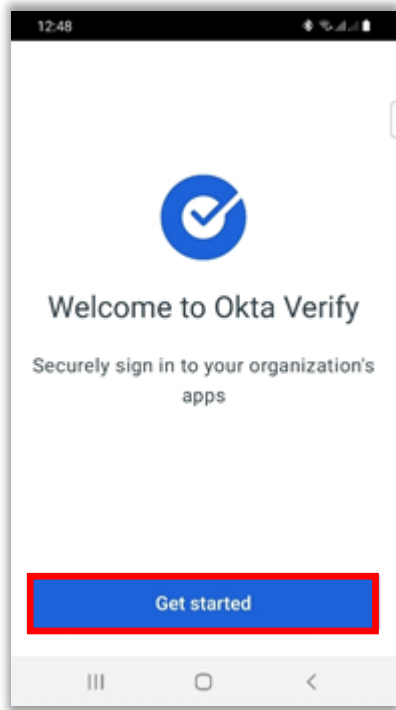 12:48
Welcome to Okta Verify
Securely sign in to your organization's
apps
Get started